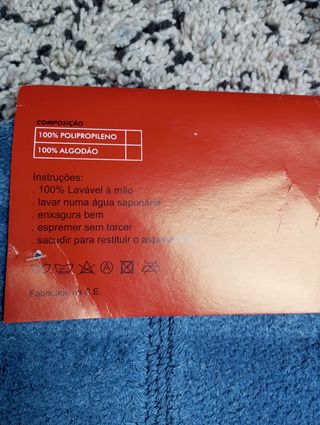 COMPOSIÇÃO
100% POLIPROPILENO
100% ALGODÃO
Instruções:
. 100% Lavável à mão
. lavar numa água saponária
. enxagura bem
. espremer sem torcer
. sacudir para restituir o
A
Fabricado C.E.